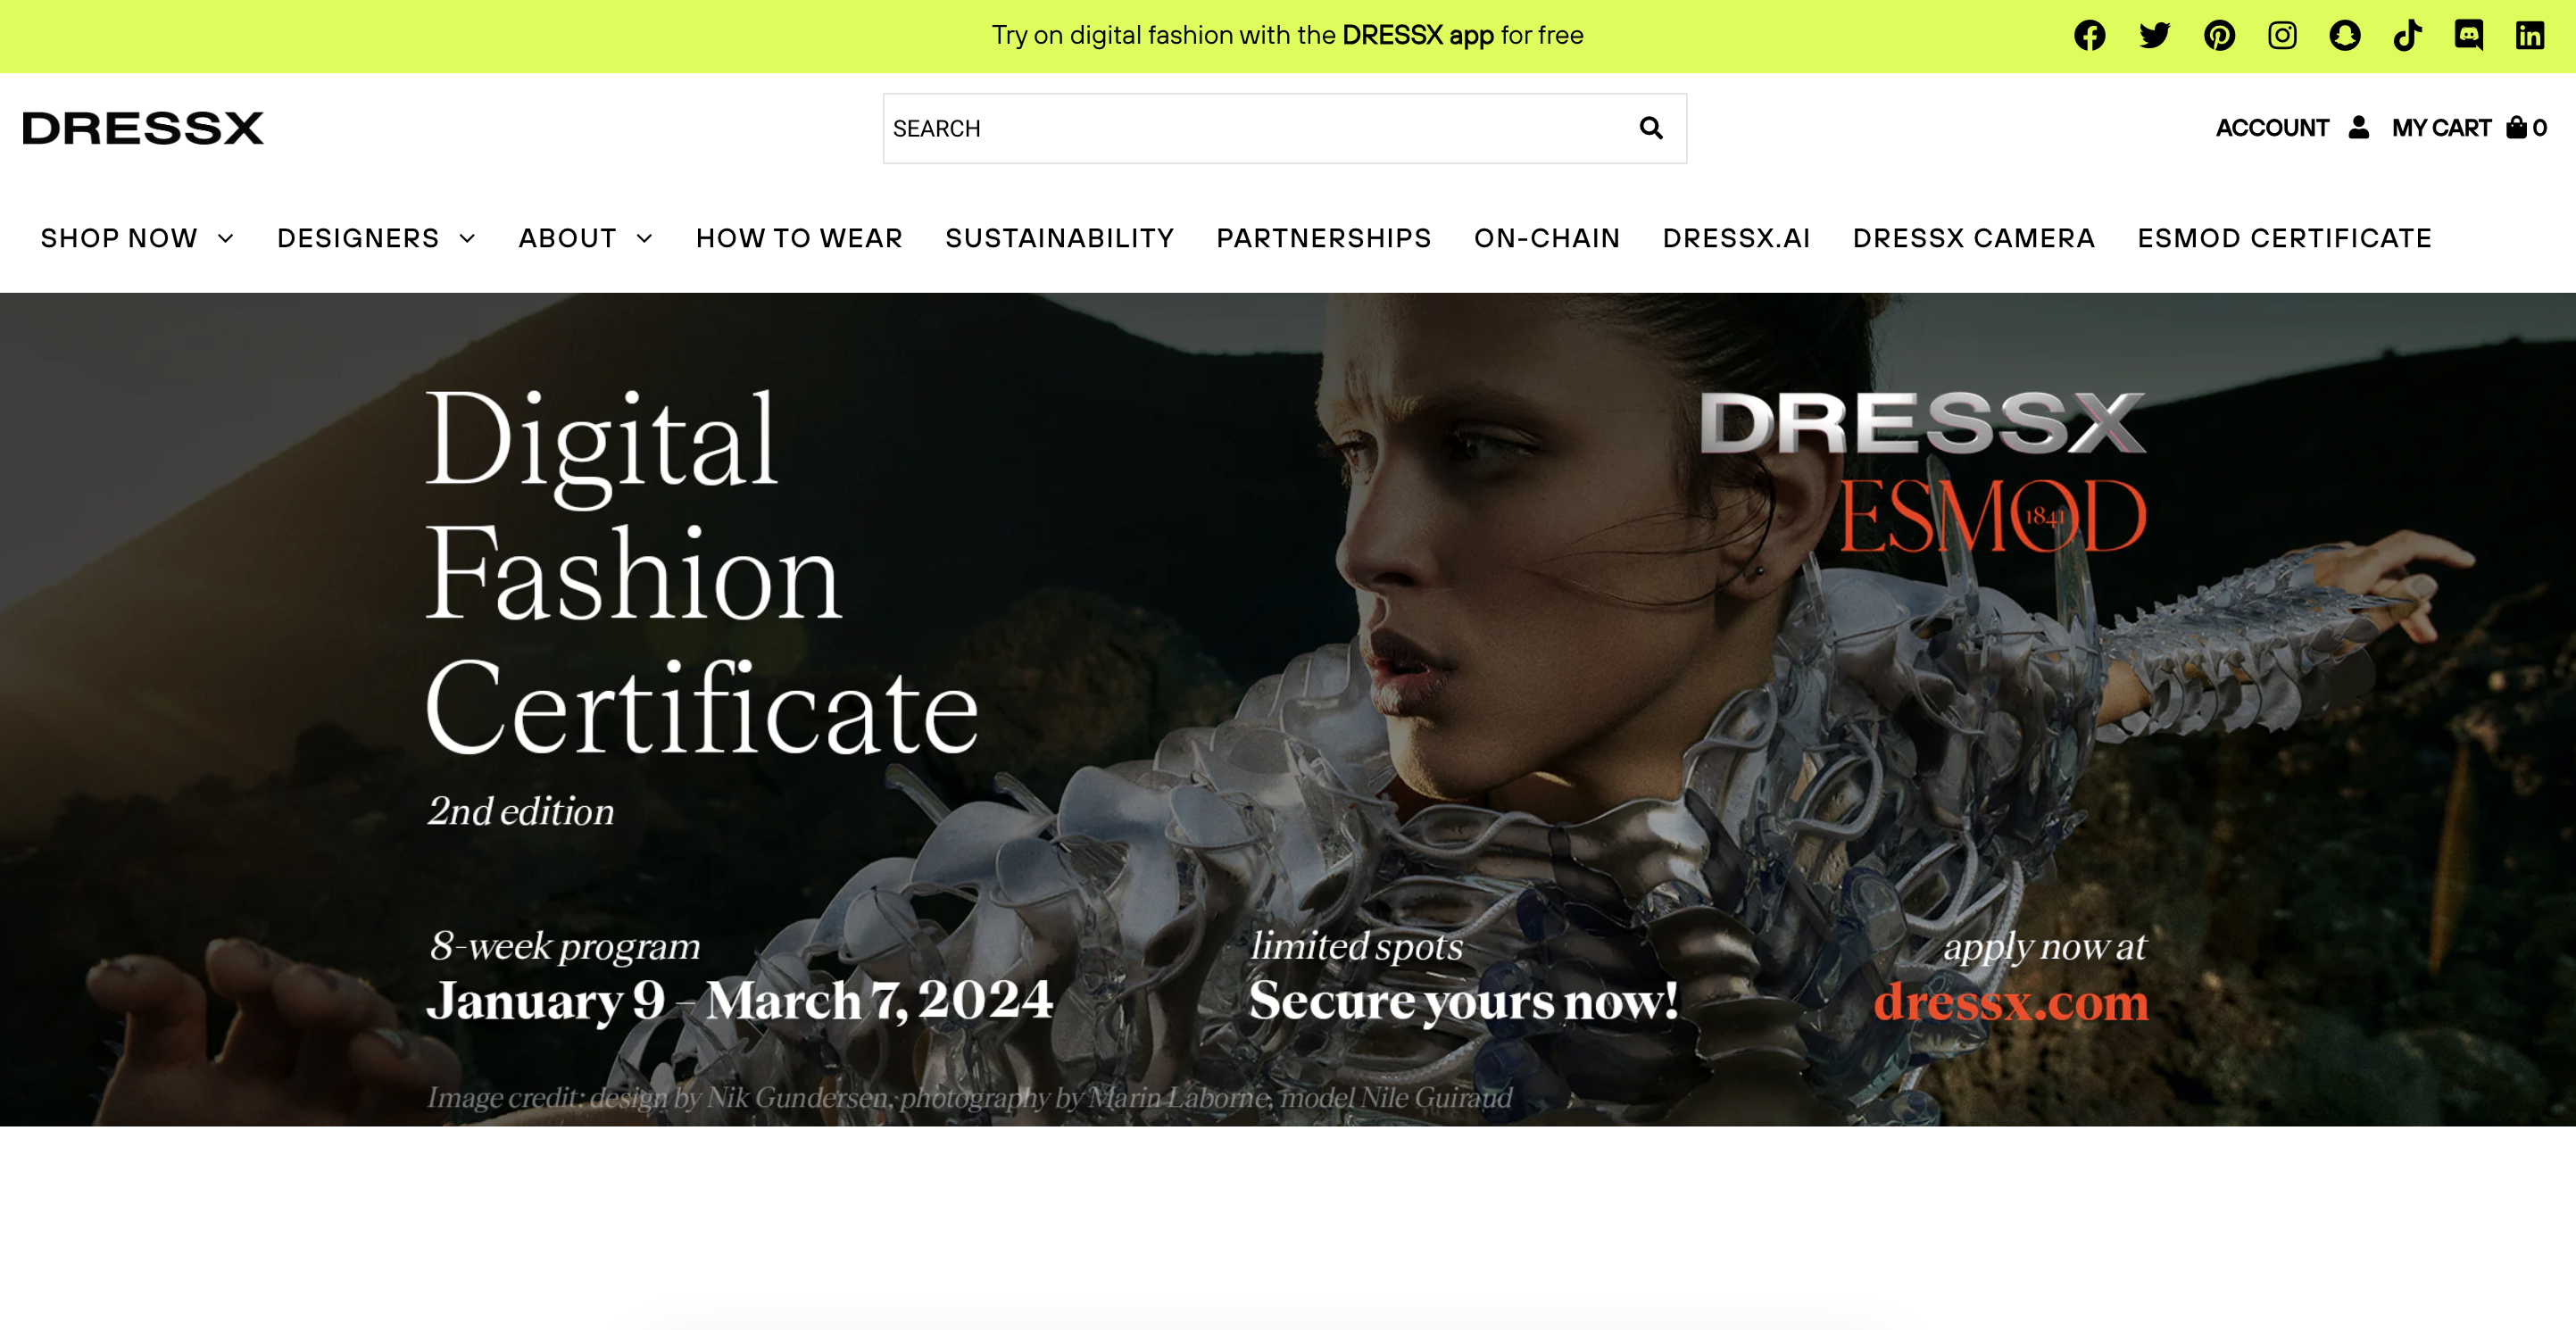 Try on digital fashion with the DRESSX app for free
DRESSX
SEARCH
ACCOUNT
MY CART 0
SHOP NOW DESIGNERS ABOUT HOW TO WEAR SUSTAINABILITY PARTNERSHIPS ON-CHAIN DRESSX.AI DRESSX CAMERA ESMOD CERTIFICATE
Digital
Fashion
Certificate
2nd edition
DRESSX
ESMOD
1841
8-week program
January 9 – March 7, 2024
limited spots
Secure yours now!
apply now at
dressx.com
Image credit: design by Nik Gundersen, photography by Marin Laborne, model Nile Guiraud